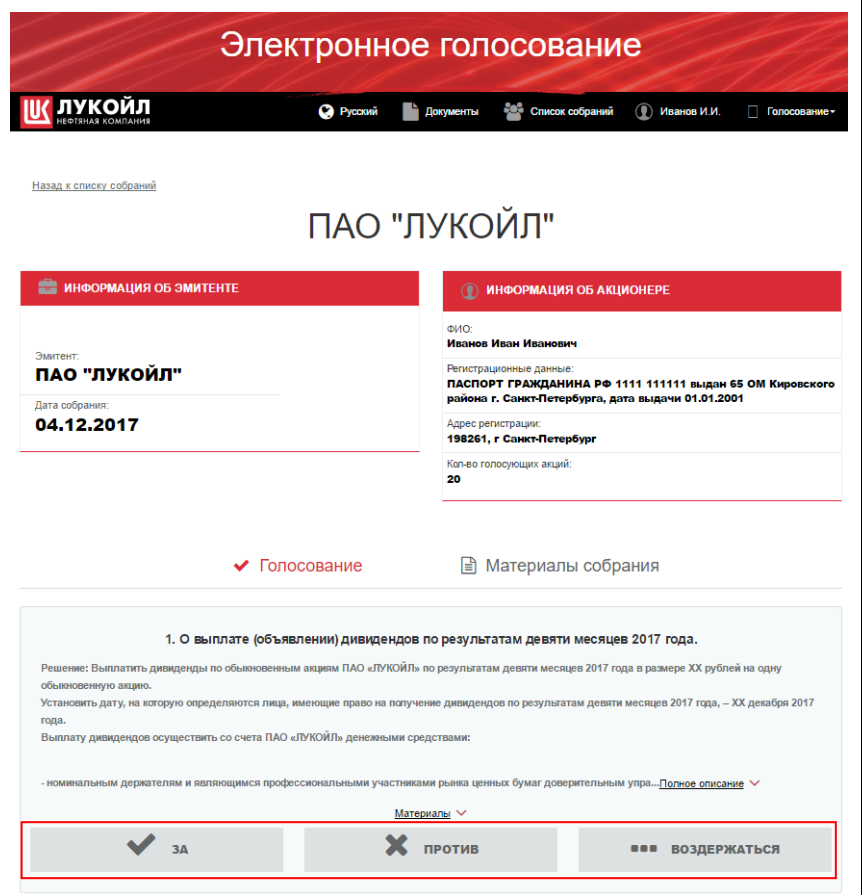 Электронное голосование
ЛУКОЙЛ
НЕФТЯНАЯ КОМПАНИЯ
Русский Документы Список собраний Иванов И.И. Голосование
Назад к списку собраний
ПАО "ЛУКОЙЛ"
ИНФОРМАЦИЯ ОБ ЭМИТЕНТЕ
Эмитент:
ПАО "ЛУКОЙЛ"
Дата собрания:
04.12.2017
ИНФОРМАЦИЯ ОБ АКЦИОНЕРЕ
ФИО:
Иванов Иван Иванович
Регистрационные данные:
ПАСПОРТ ГРАЖДАНИНА РФ 1111 111111 выдан 65 ОМ Кировского
района г. Санкт-Петербурга, дата выдачи 01.01.2001
Адрес регистрации:
198261, г Санкт-Петербург
Кол-во голосующих акций:
20
Голосование Материалы собрания
1. О выплате (объявлении) дивидендов по результатам девяти месяцев 2017 года.
Решение: Выплатить дивиденды по обыкновенным акциям ПАО «ЛУКОЙЛ» по результатам девяти месяцев 2017 года в размере XX рублей на одну
обыкновенную акцию.
Установить дату, на которую определяются лица, имеющие право на получение дивидендов по результатам девяти месяцев 2017 года, – XX декабря 2017
года.
Выплату дивидендов осуществить со счета ПАО «ЛУКОЙЛ» денежными средствами:
- номинальным держателям и являющимся профессиональными участниками рынка ценных бумаг доверительным упра...Полное описание
Материалы
ЗА ПРОТИВ ВОЗДЕРЖАТЬСЯ